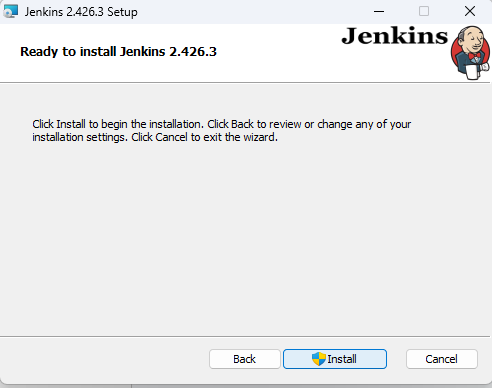 Jenkins 2.426.3 Setup
Jenkins
Ready to install Jenkins 2.426.3
Click Install to begin the installation. Click Back to review or change any of your
installation settings. Click Cancel to exit the wizard.
Back
Install
Cancel